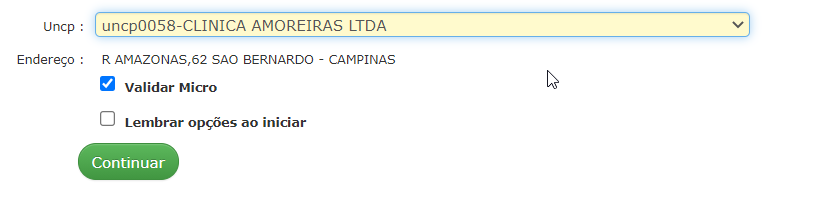 Uncp : uncp0058-CLINICA AMOREIRAS LTDA
Endereço : R AMAZONAS,62 SAO BERNARDO - CAMPINAS
Validar Micro
Lembrar opções ao iniciar
Continuar